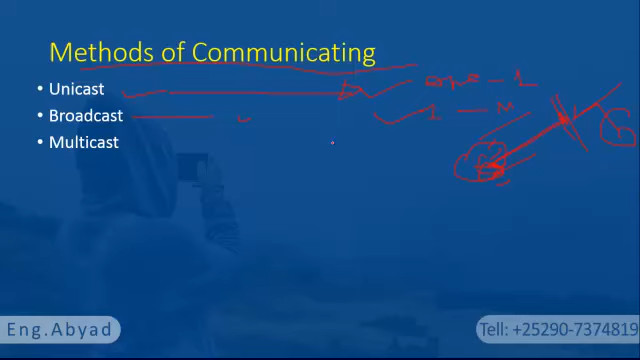 Methods of Communicating
Unicast
one - 1
Broadcast
1 - M
Multicast
Eng.Abyad
Tell: +25290-7374819